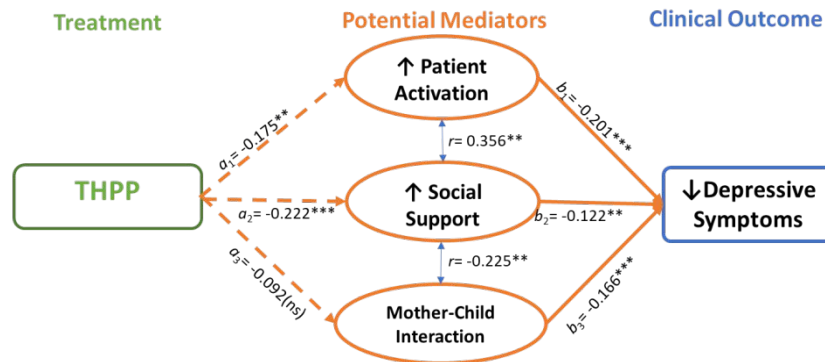 Treatment
Potential Mediators
Clinical Outcome
↑ Patient
Activation
a₁= -0.175**
b₁= -0.201***
r= 0.356**
THPP
↑ Social
Support
a₂= -0.222***
b₂= -0.122**
↓Depressive
Symptoms
r= -0.225**
a₃= -0.092(ns)
b₃= -0.166***
Mother-Child
Interaction